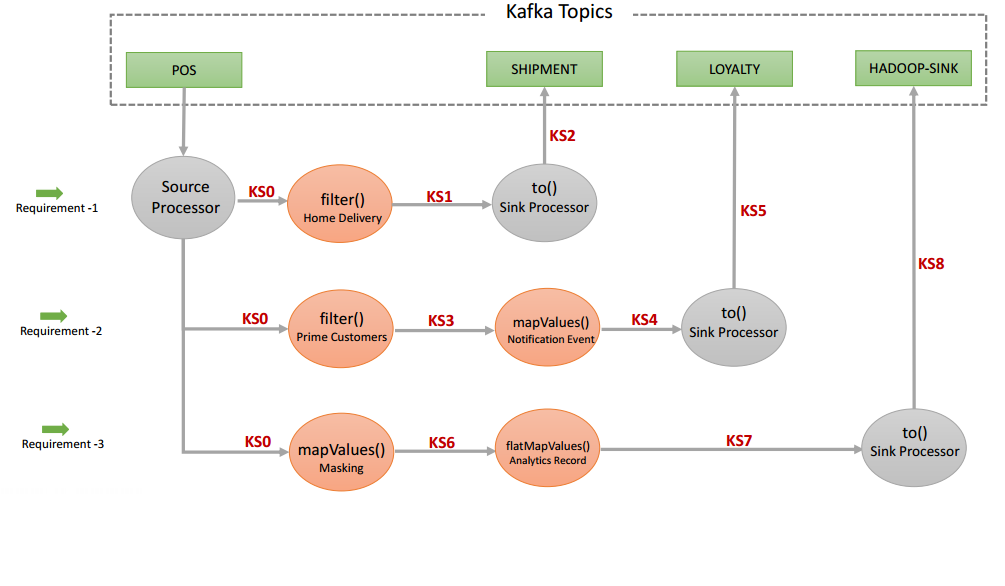 Kafka Topics
POS
SHIPMENT
LOYALTY
HADOOP-SINK
KS2
Requirement -1
Source
Processor
KS0
filter()
Home Delivery
KS1
to()
Sink Processor
KS5
KS8
Requirement -2
KS0
filter()
Prime Customers
KS3
mapValues()
Notification Event
KS4
to()
Sink Processor
Requirement -3
KS0
mapValues()
Masking
KS6
flatMapValues()
Analytics Record
KS7
to()
Sink Processor